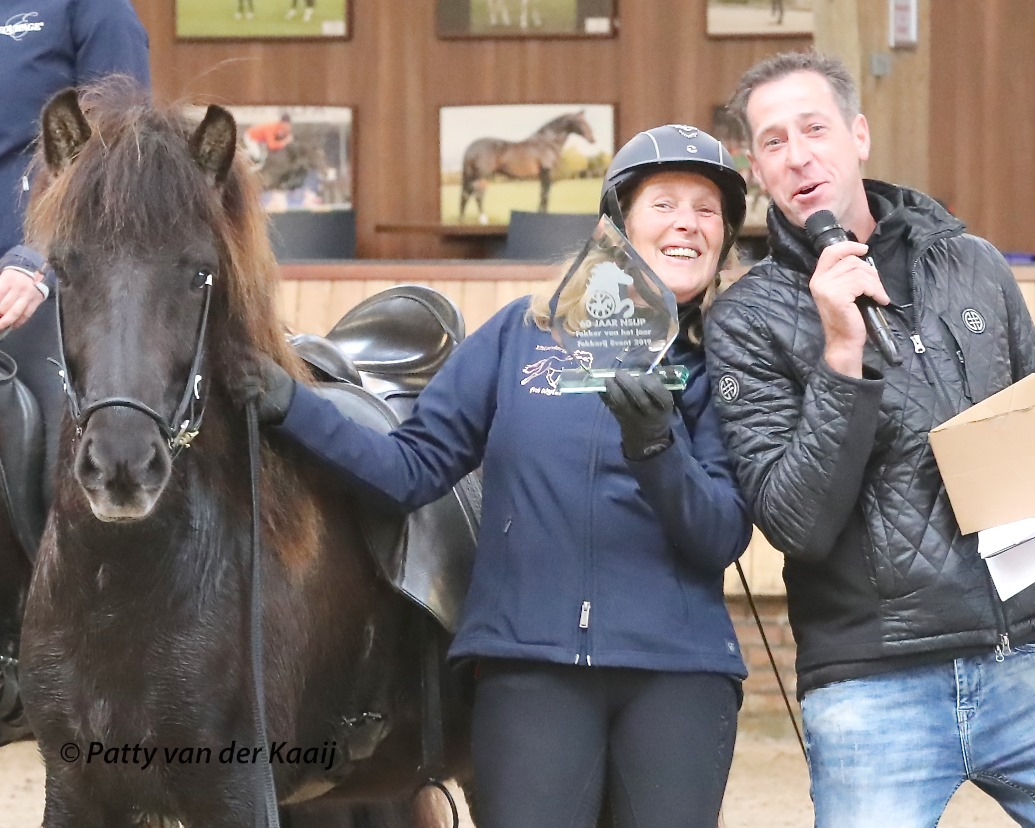 60 JAAR NSIJP
Fokker van het jaar
Fokkerij Event 2019
© Patty van der Kaaij